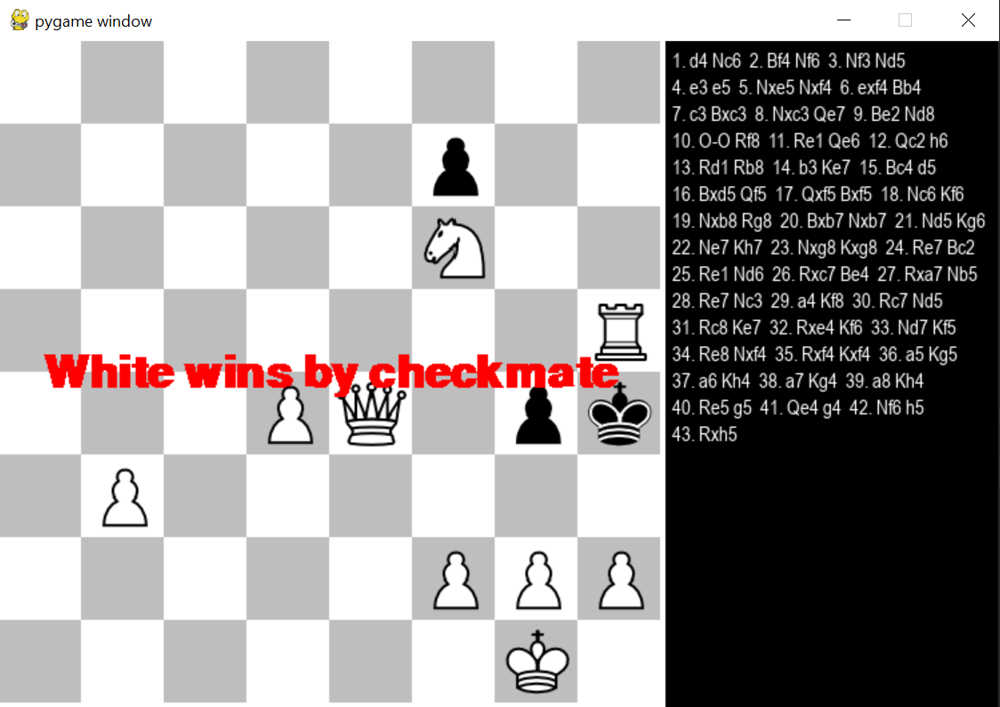 pygame window
1. d4 Nc6 2. Bf4 Nf6 3. Nf3 Nd5
4. e3 e5 5. Nxe5 Nxf4 6. exf4 Bb4
7. c3 Bxc3 8. Nxc3 Qe7 9. Be2 Nd8
10. O-O Rf8 11. Re1 Qe6 12. Qc2 h6
13. Rd1 Rb8 14. b3 Ke7 15. Bc4 d5
16. Bxd5 Qf5 17. Qxf5 Bxf5 18. Nc6 Kf6
19. Nxb8 Rg8 20. Bxb7 Nxb7 21. Nd5 Kg6
22. Ne7 Kh7 23. Nxg8 Kxg8 24. Re7 Bc2
25. Re1 Nd6 26. Rxc7 Be4 27. Rxa7 Nb5
28. Re7 Nc3 29. a4 Kf8 30. Rc7 Nd5
31. Rc8 Ke7 32. Rxe4 Kf6 33. Nd7 Kf5
34. Re8 Nxf4 35. Rxf4 Kxf4 36. a5 Kg5
37. a6 Kh4 38. a7 Kg4 39. a8 Kh4
40. Re5 g5 41. Qe4 g4 42. Nf6 h5
43. Rxh5
White wins by checkmate